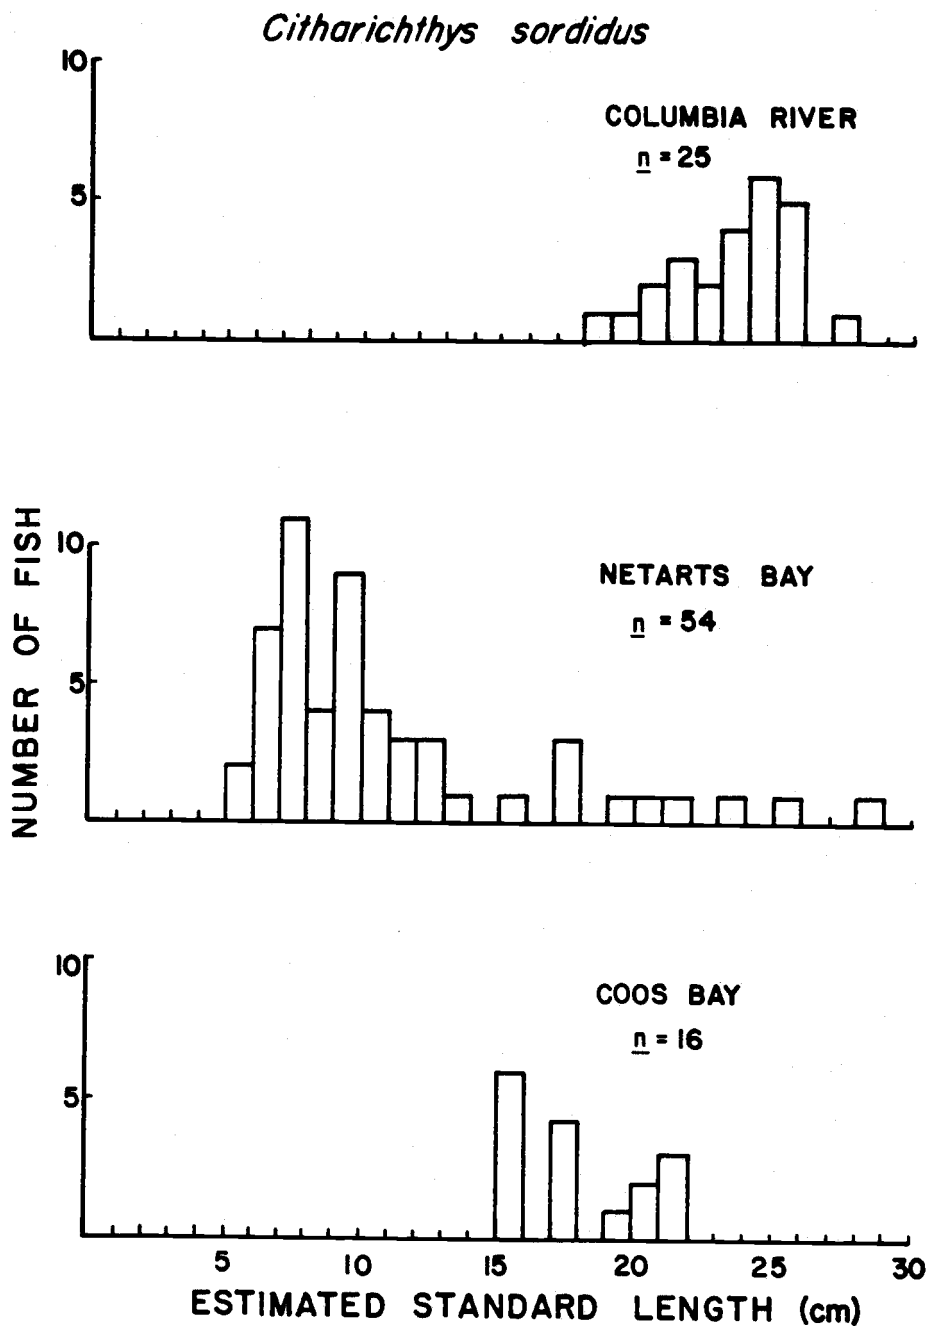 Citharichthys sordidus
10
5
COLUMBIA RIVER
n = 25
NUMBER OF FISH
10
5
NETARTS BAY
n = 54
10
5
COOS BAY
n = 16
5 10 15 20 25 30
ESTIMATED STANDARD LENGTH (cm)